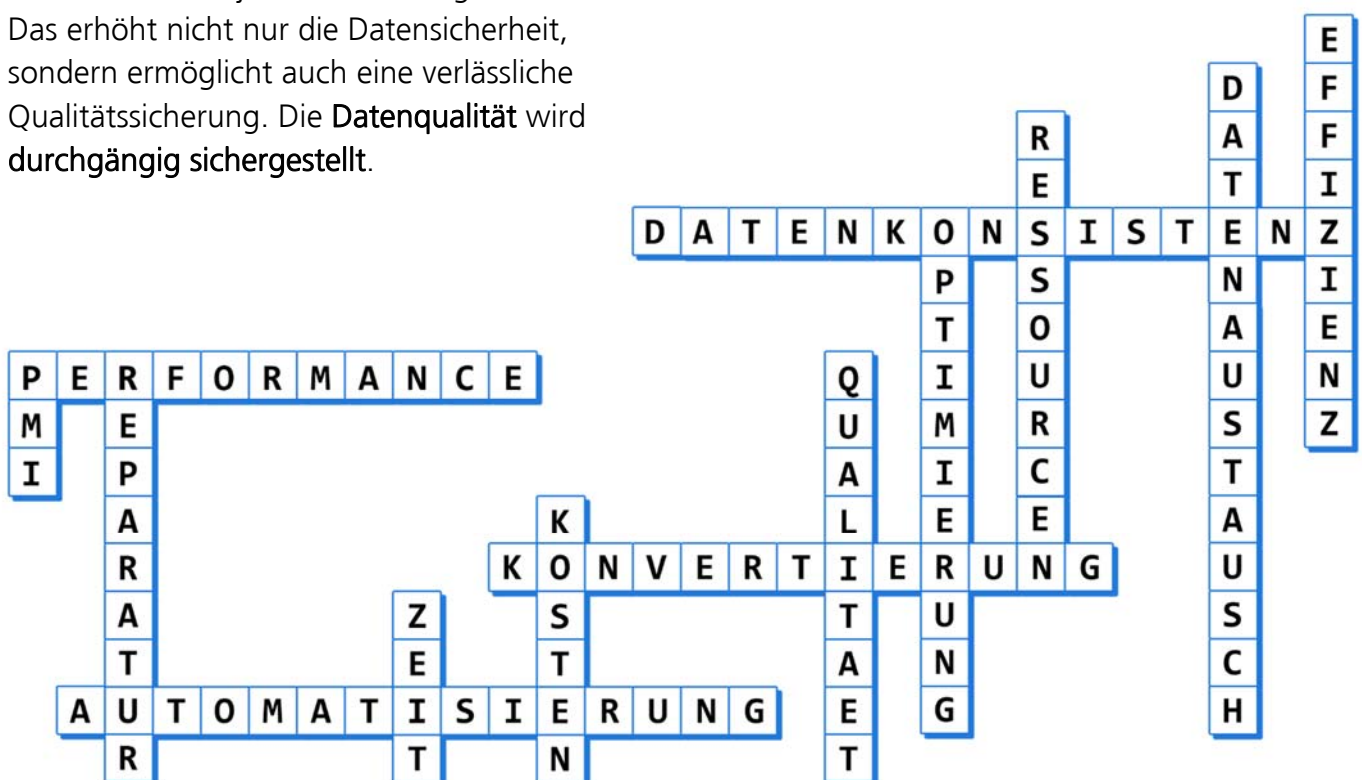 Das erhöht nicht nur die Datensicherheit,
sondern ermöglicht auch eine verlässliche
Qualitätssicherung. Die Datenqualität wird
durchgängig sichergestellt.
EFFIZIENZ
DATENAUSTAUSCH
RESSOURCEN
DATENKONSISTENZ
OPTIMIERUNG
PERFORMANCE
PMI
REPARATUR
QUALITAET
KOSTEN
KONVERTIERUNG
ZEIT
AUTOMATISIERUNG